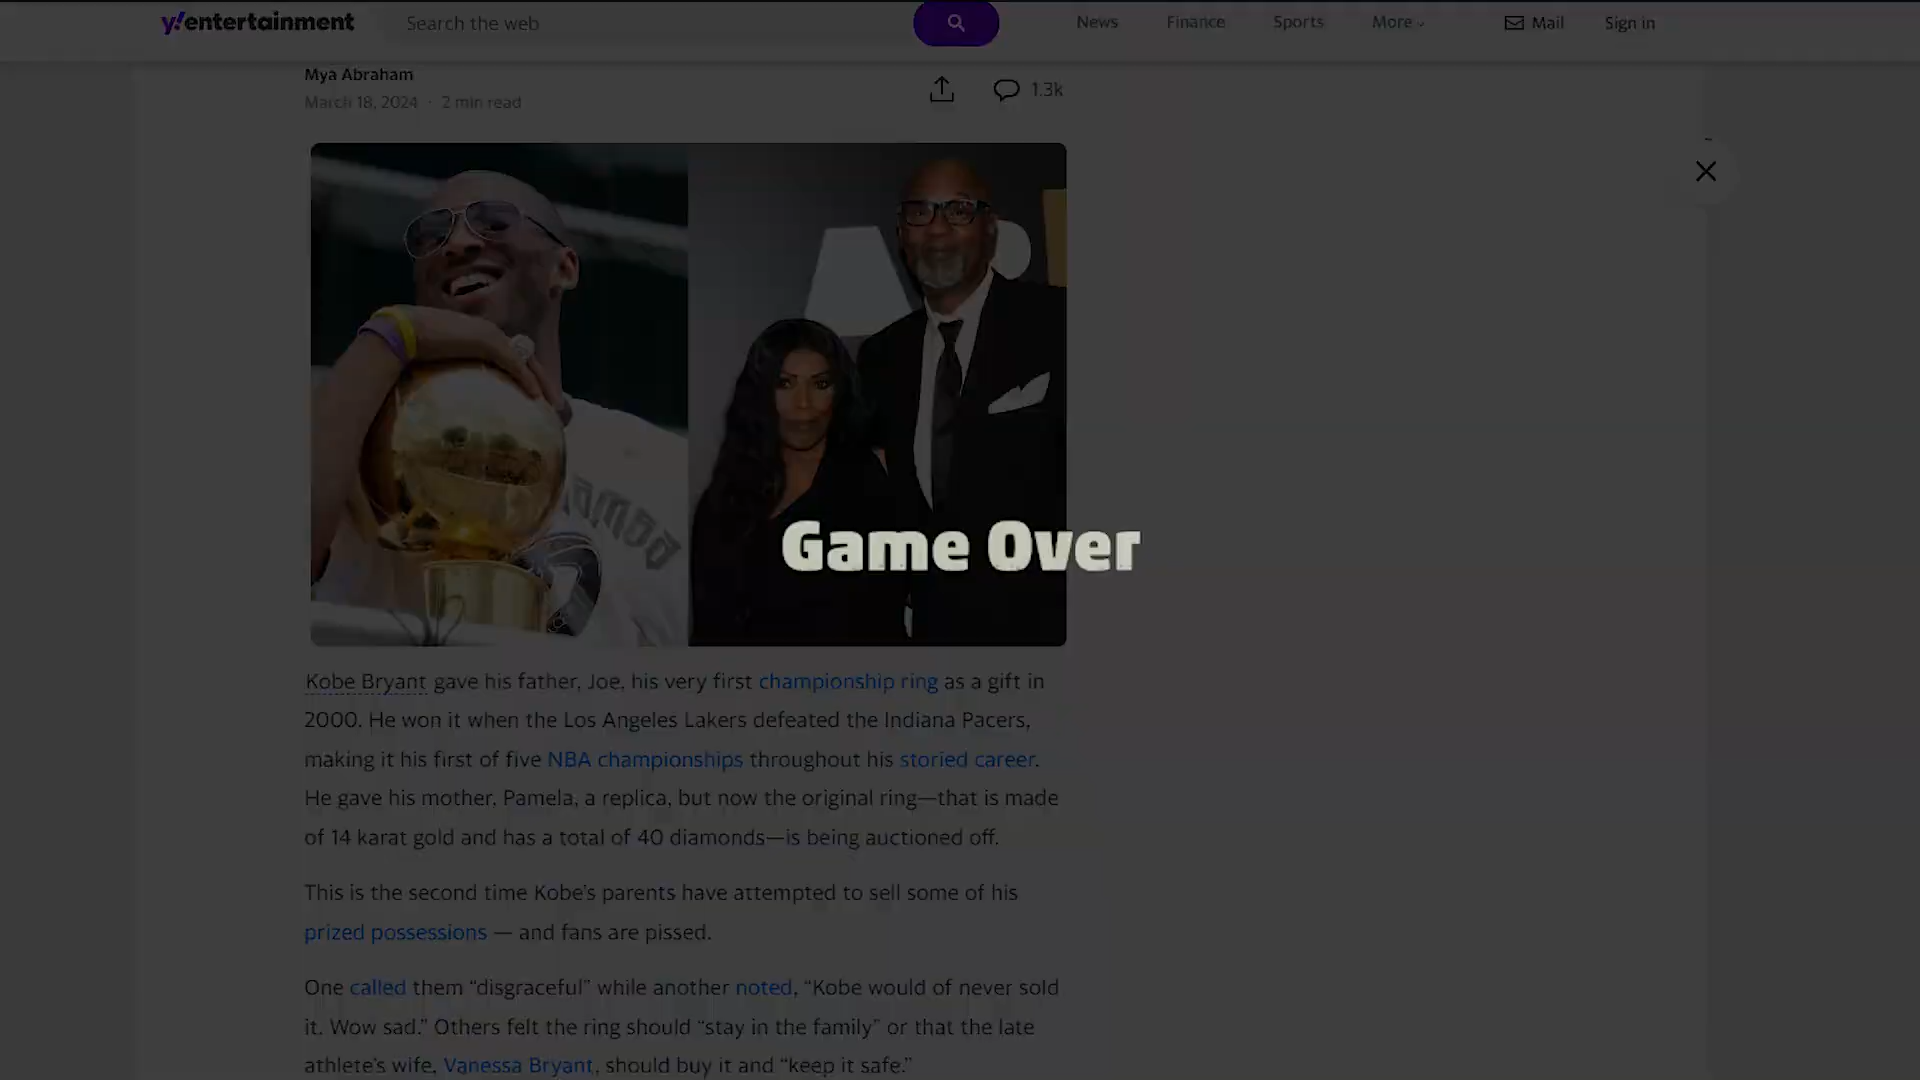 y!entertainment
Search the web
News
Finance
Sports
More
Mail
Sign in
Mya Abraham
March 18, 2024 · 2 min read
1.3k
Game Over
Kobe Bryant gave his father, Joe, his very first championship ring as a gift in
2000. He won it when the Los Angeles Lakers defeated the Indiana Pacers,
making it his first of five NBA championships throughout his storied career.
He gave his mother, Pamela, a replica, but now the original ring—that is made
of 14 karat gold and has a total of 40 diamonds—is being auctioned off.
This is the second time Kobe's parents have attempted to sell some of his
prized possessions — and fans are pissed.
One called them “disgraceful” while another noted, “Kobe would of never sold
it. Wow sad.” Others felt the ring should “stay in the family” or that the late
athlete's wife, Vanessa Bryant, should buy it and “keep it safe.”